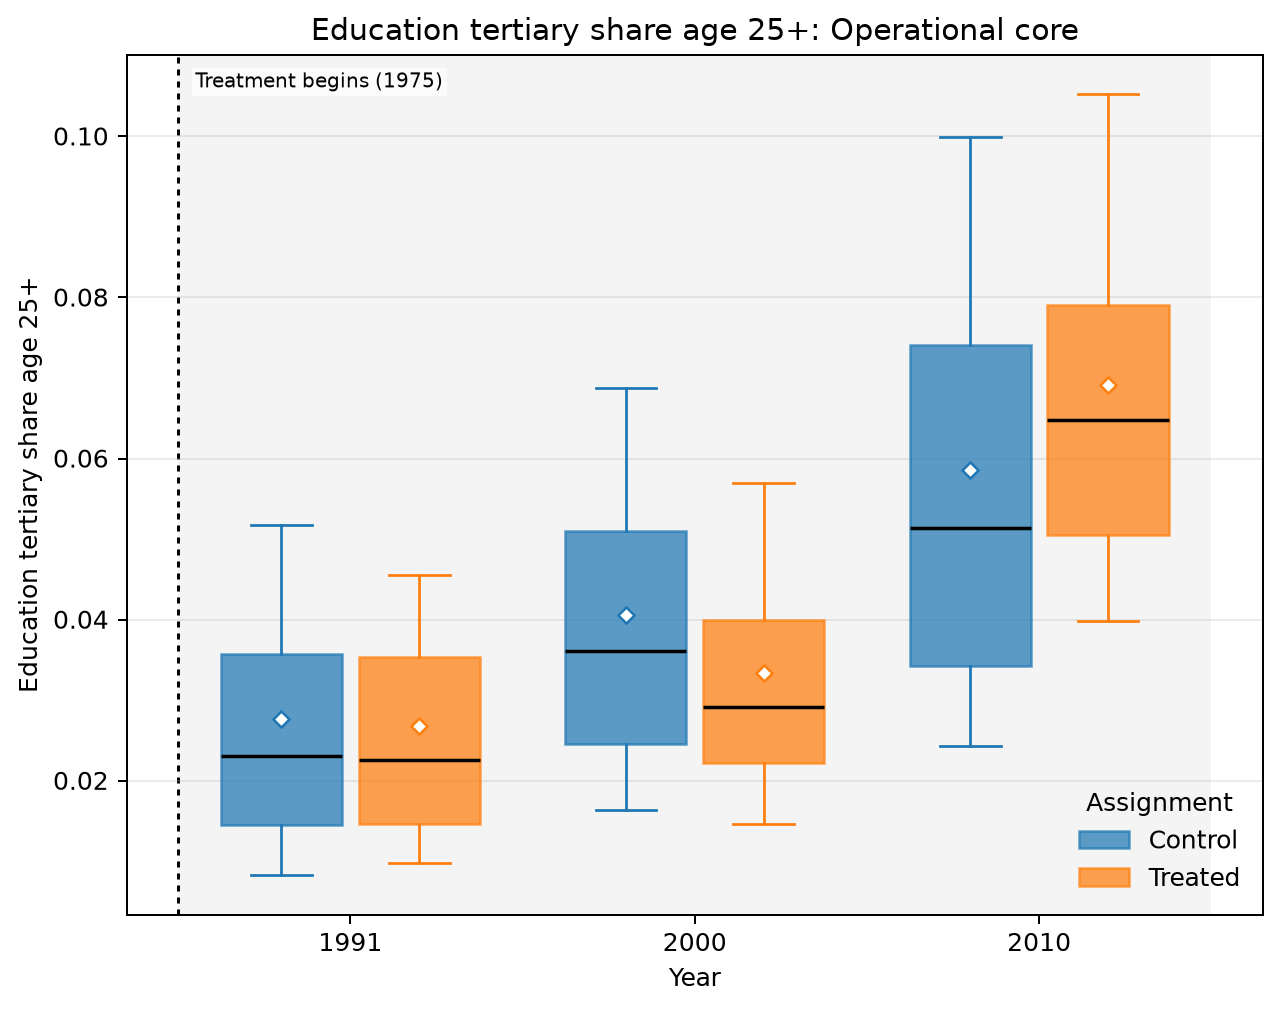 Education tertiary share age 25+: Operational core
Treatment begins (1975)
Education tertiary share age 25+
0.10
0.08
0.06
0.04
0.02
Assignment
Control
Treated
1991
2000
2010
Year